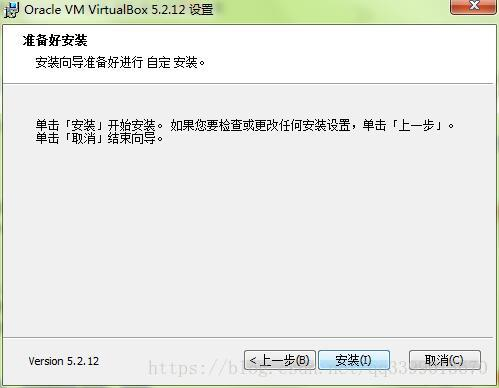 Oracle VM VirtualBox 5.2.12 设置
准备好安装
安装向导准备好进行 自定 安装。
单击「安装」开始安装。 如果您要检查或更改任何安装设置，单击「上一步」。
单击「取消」结束向导。
Version 5.2.12
< 上一步(B)
安装(I)
取消(C)